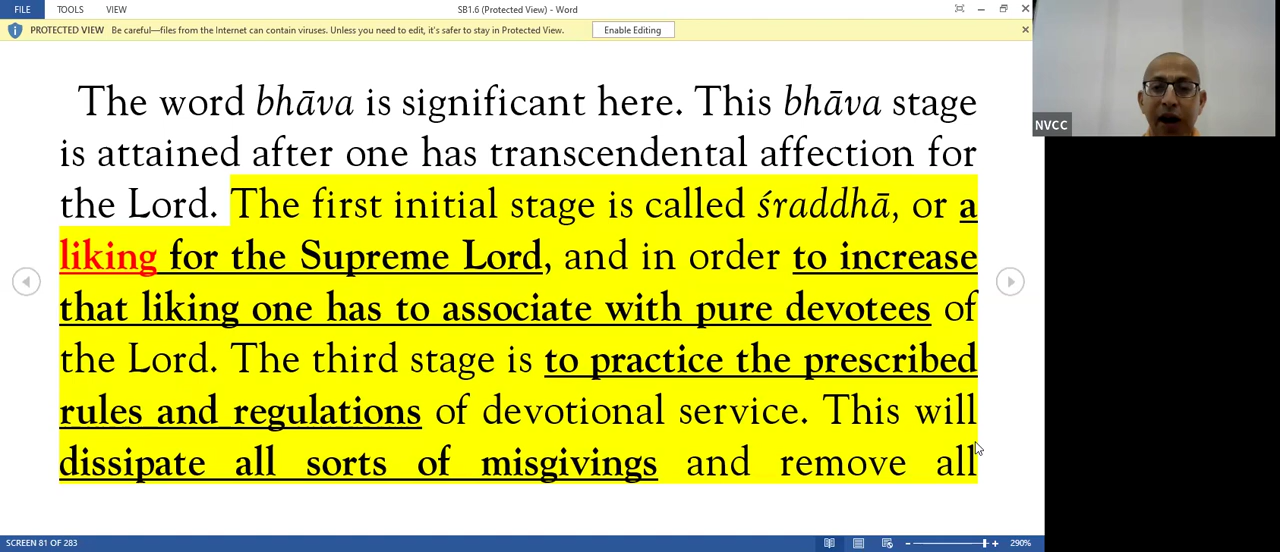 FILE TOOLS VIEW SB1.6 (Protected View) - Word
PROTECTED VIEW Be careful—files from the Internet can contain viruses. Unless you need to edit, it's safer to stay in Protected View. Enable Editing
The word bhāva is significant here. This bhāva stage
is attained after one has transcendental affection for
the Lord. The first initial stage is called śraddhā, or a
liking for the Supreme Lord, and in order to increase
that liking one has to associate with pure devotees of
the Lord. The third stage is to practice the prescribed
rules and regulations of devotional service. This will
dissipate all sorts of misgivings and remove all
NVCC
SCREEN 81 OF 283 290%